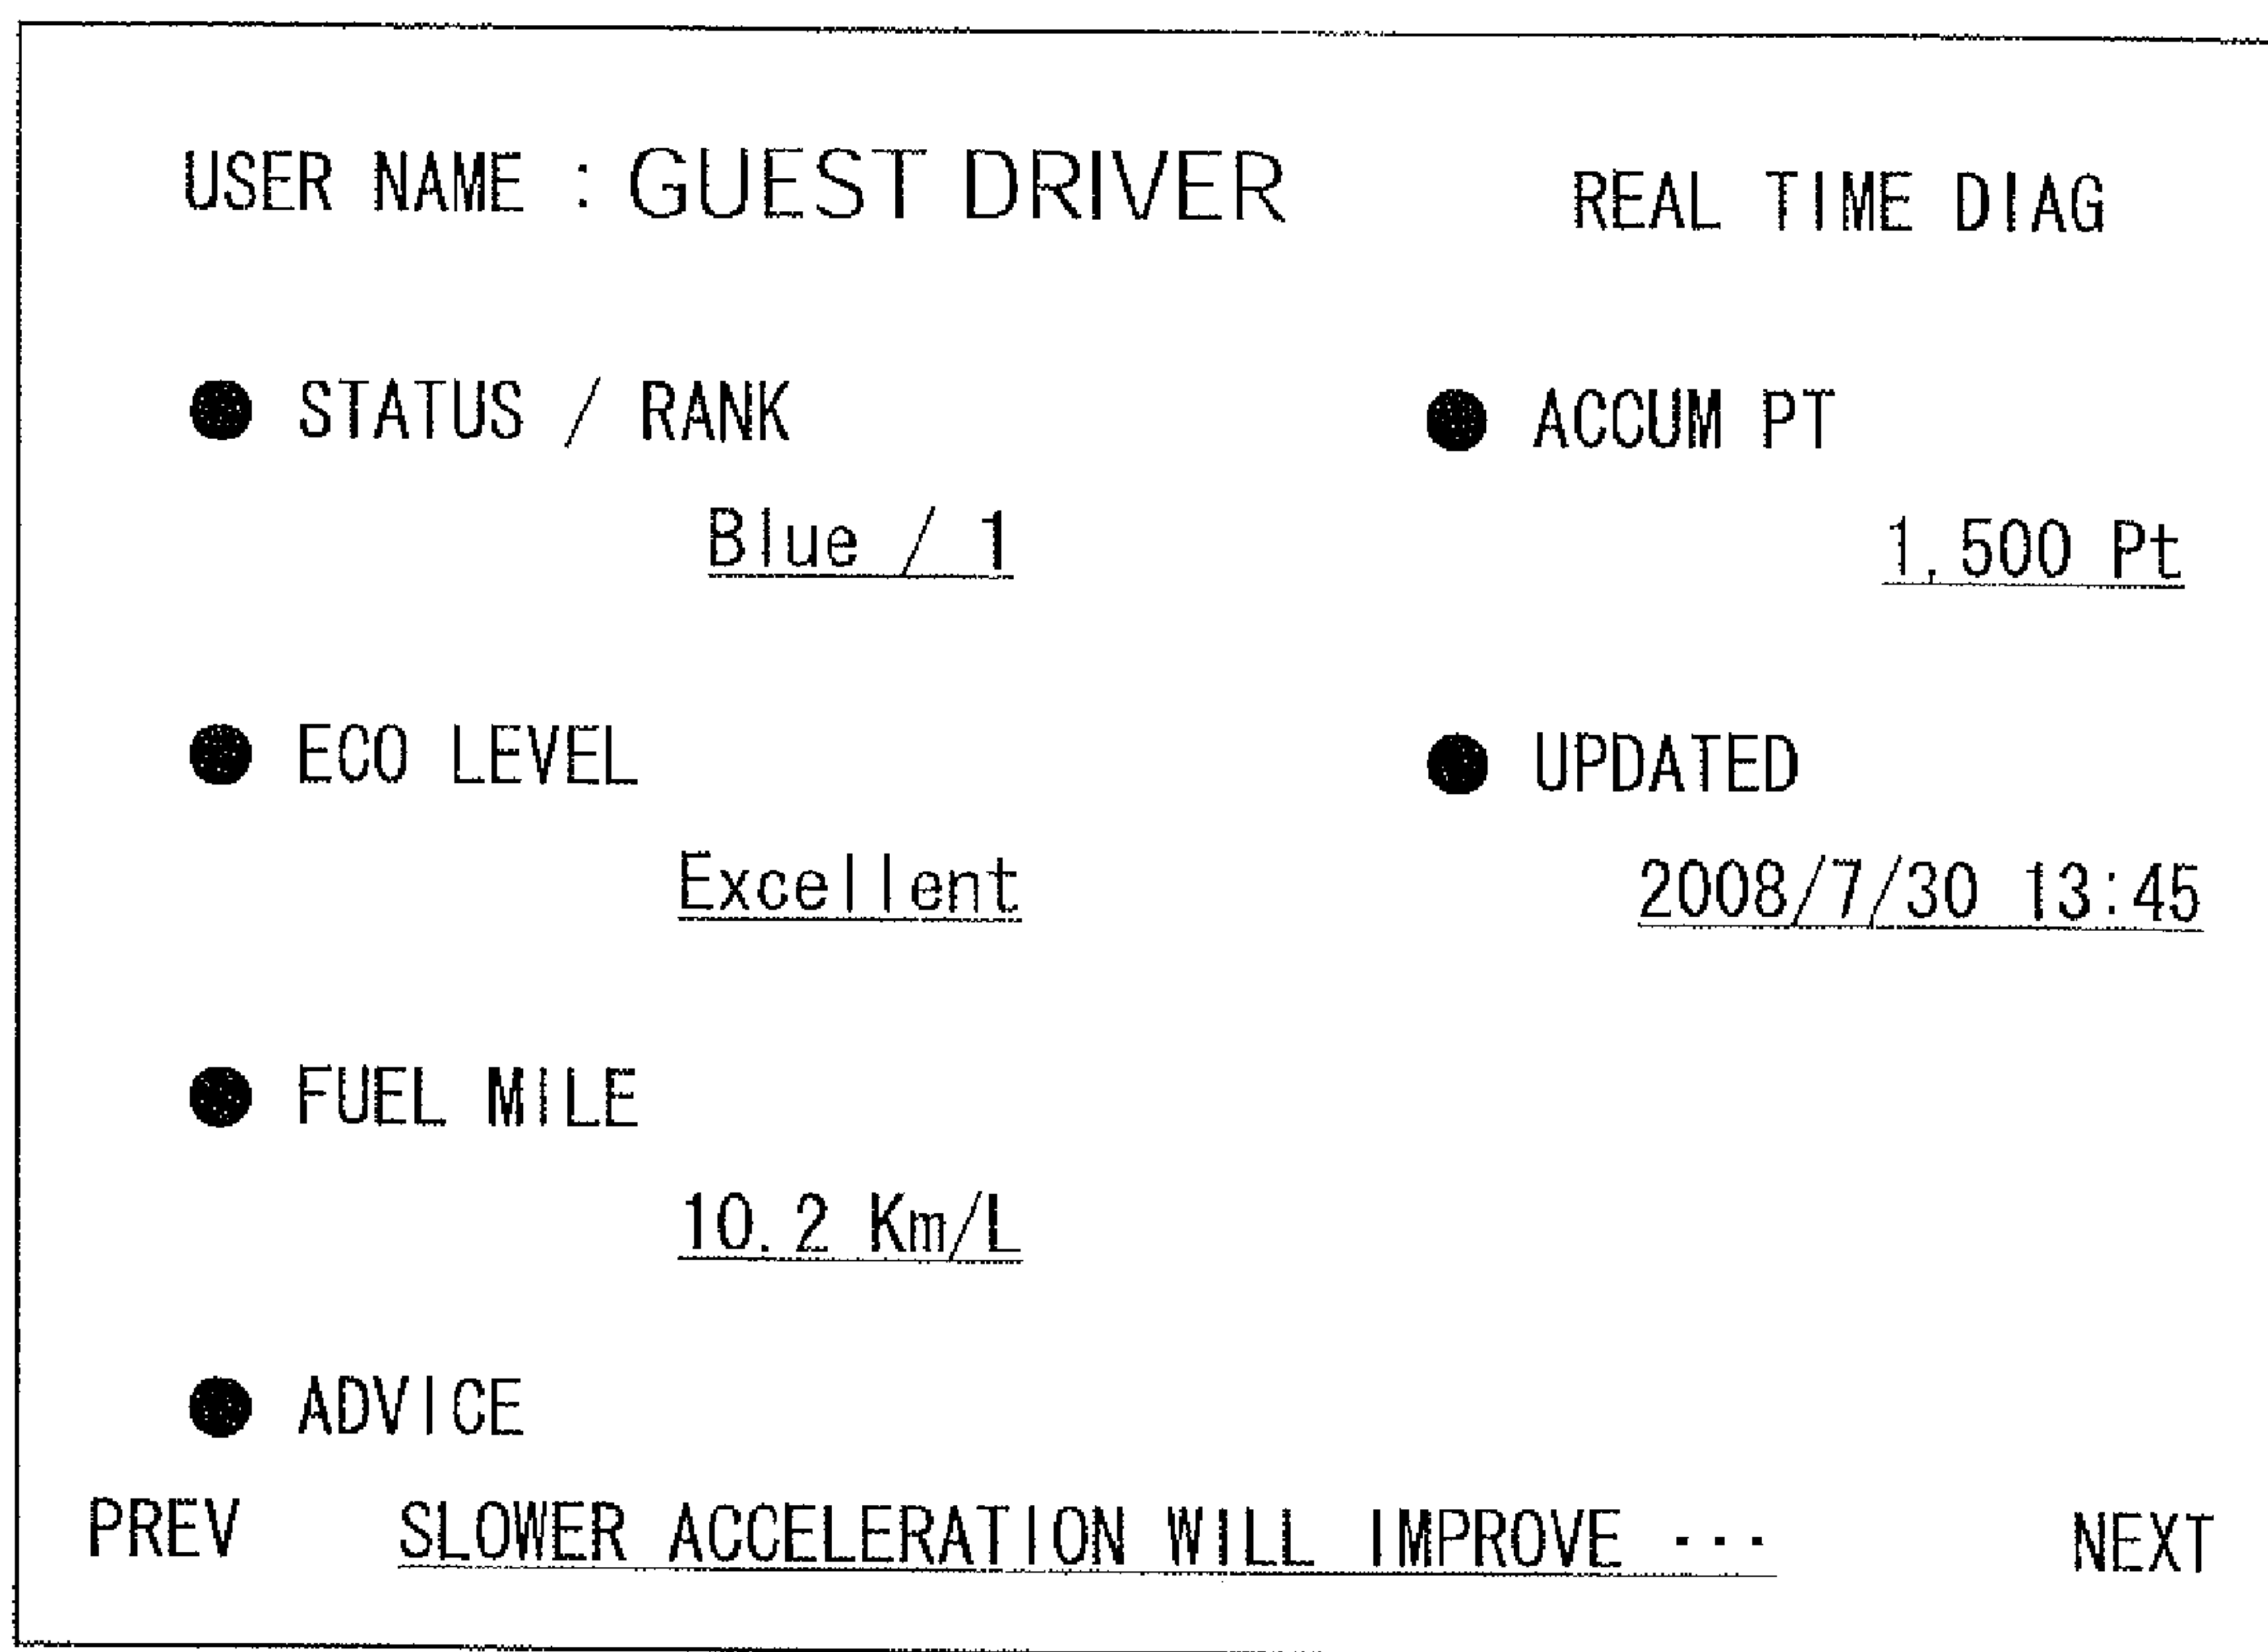 USER NAME : GUEST DRIVER REAL TIME DIAG
● STATUS / RANK ● ACCUM PT
Blue / 1 1,500 Pt
● ECO LEVEL ● UPDATED
Excellent 2008/7/30 13:45
● FUEL MILE
10.2 Km/L
● ADVICE
PREV SLOWER ACCELERATION WILL IMPROVE ··· NEXT